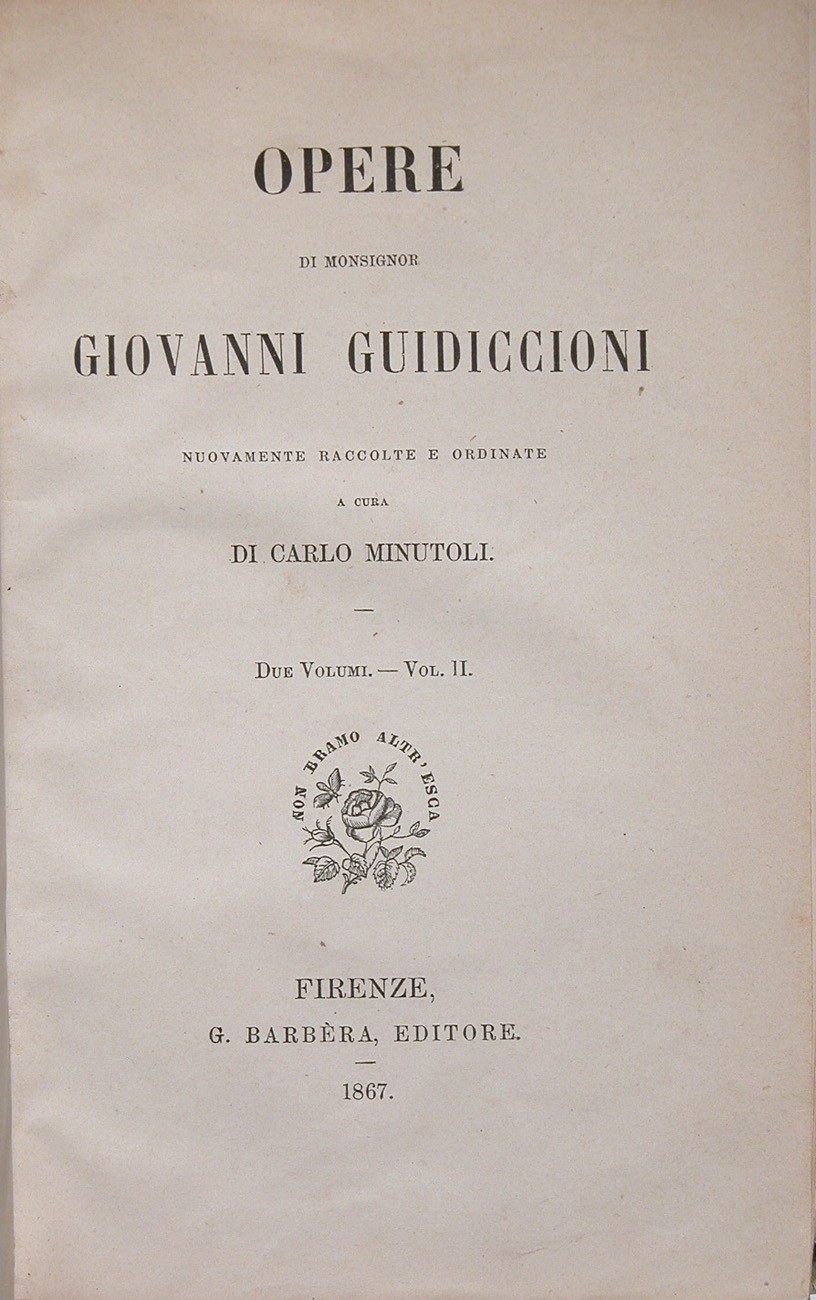 OPERE
DI MONSIGNOR
GIOVANNI GUIDICCIONI
NUOVAMENTE RACCOLTE E ORDINATE
A CURA
DI CARLO MINUTOLI.
—
DUE VOLUMI. — VOL. II.
NON BRAMO ALTR' ESCA
FIRENZE,
G. BARBÈRA, EDITORE.
—
1867.